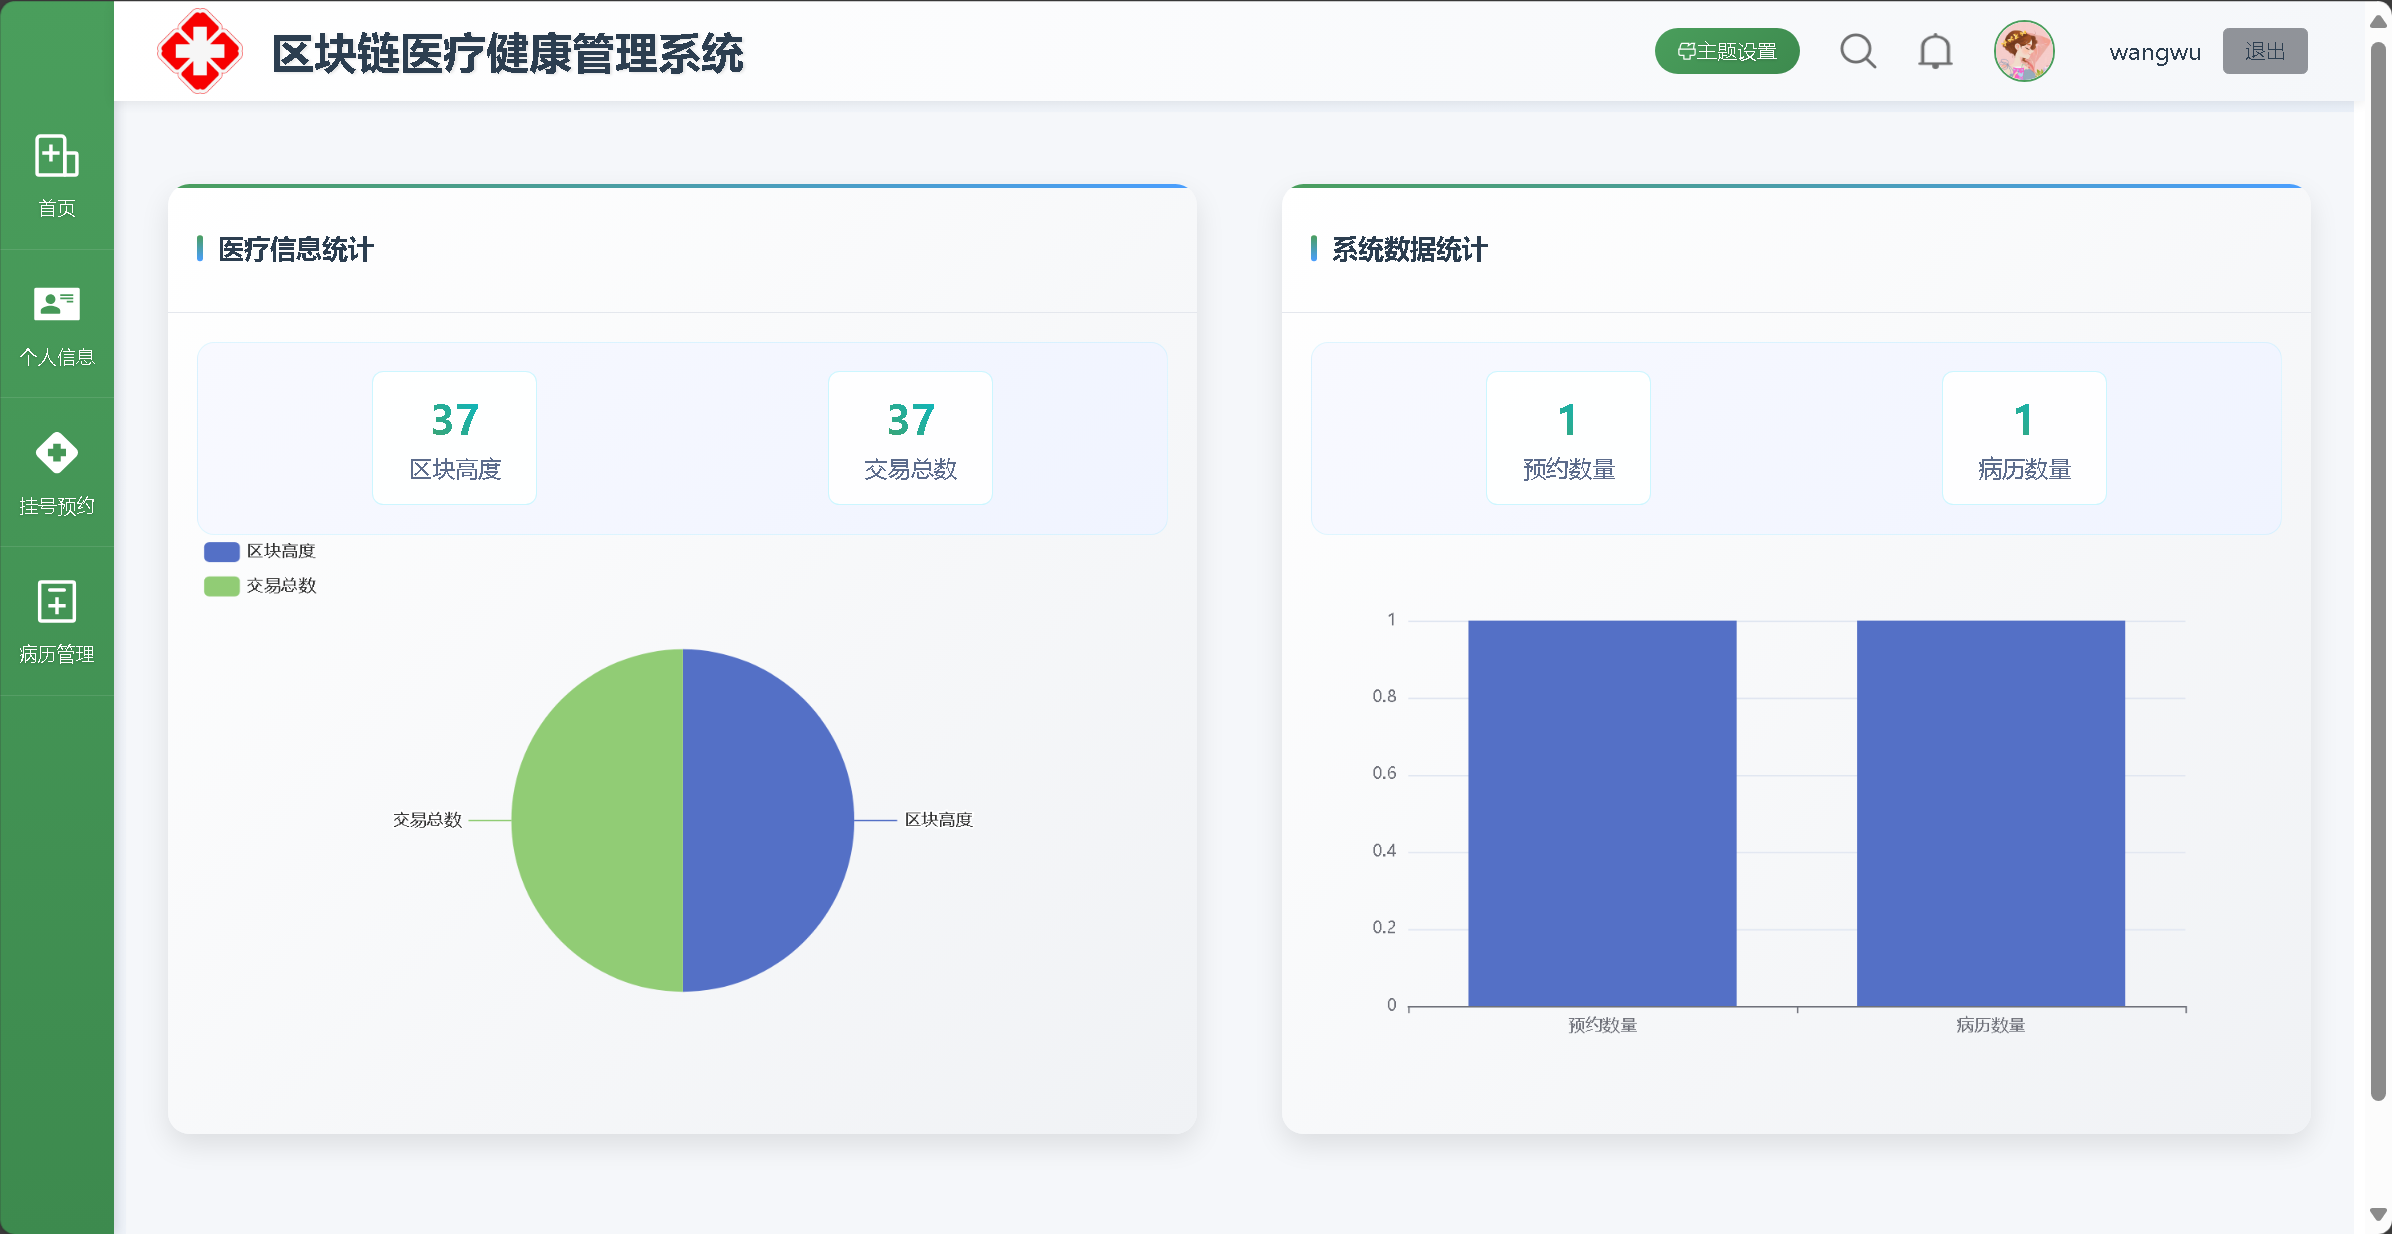 区块链医疗健康管理系统
主题设置
wangwu
退出
首页
个人信息
挂号预约
病历管理
医疗信息统计
37
区块高度
37
交易总数
区块高度
交易总数
交易总数
区块高度
系统数据统计
1
预约数量
1
病历数量
1
0.8
0.6
0.4
0.2
0
预约数量
病历数量